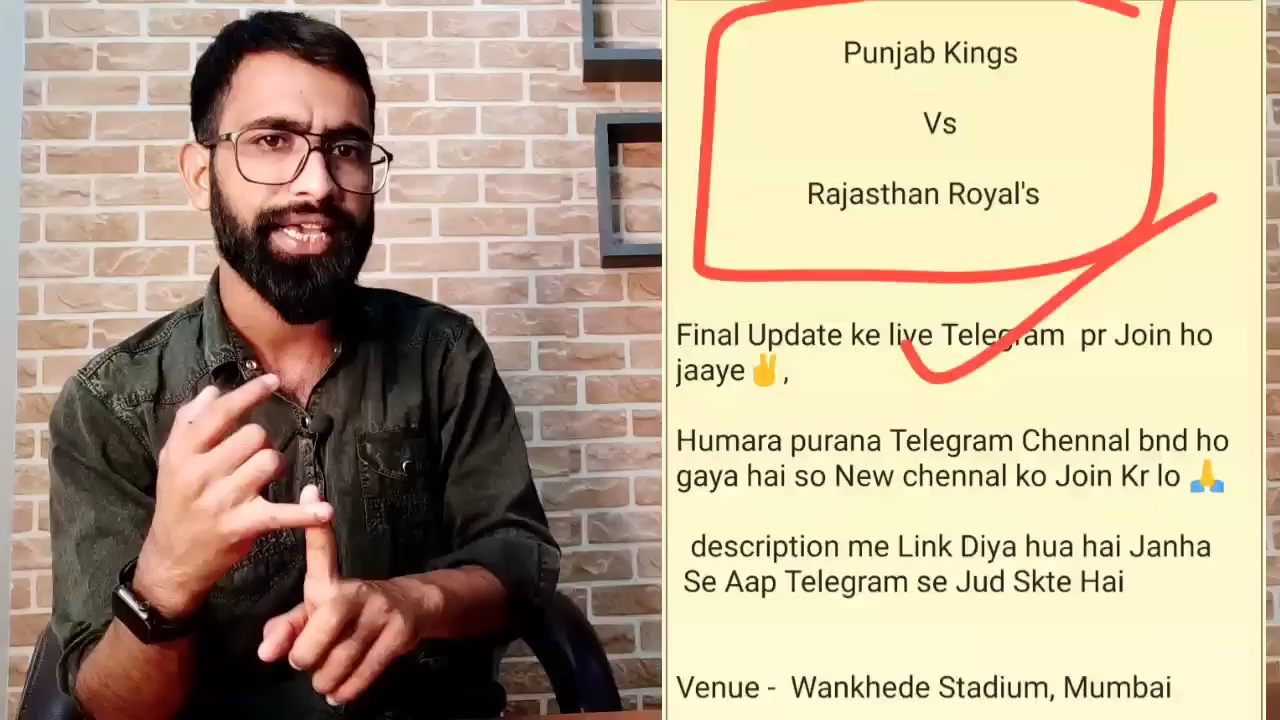 Punjab Kings
Vs
Rajasthan Royal's
Final Update ke live Telegram pr Join ho
jaaye✌️,
Humara purana Telegram Chennal bnd ho
gaya hai so New chennal ko Join Kr lo 🙏
description me Link Diya hua hai Janha
Se Aap Telegram se Jud Skte Hai
Venue - Wankhede Stadium, Mumbai